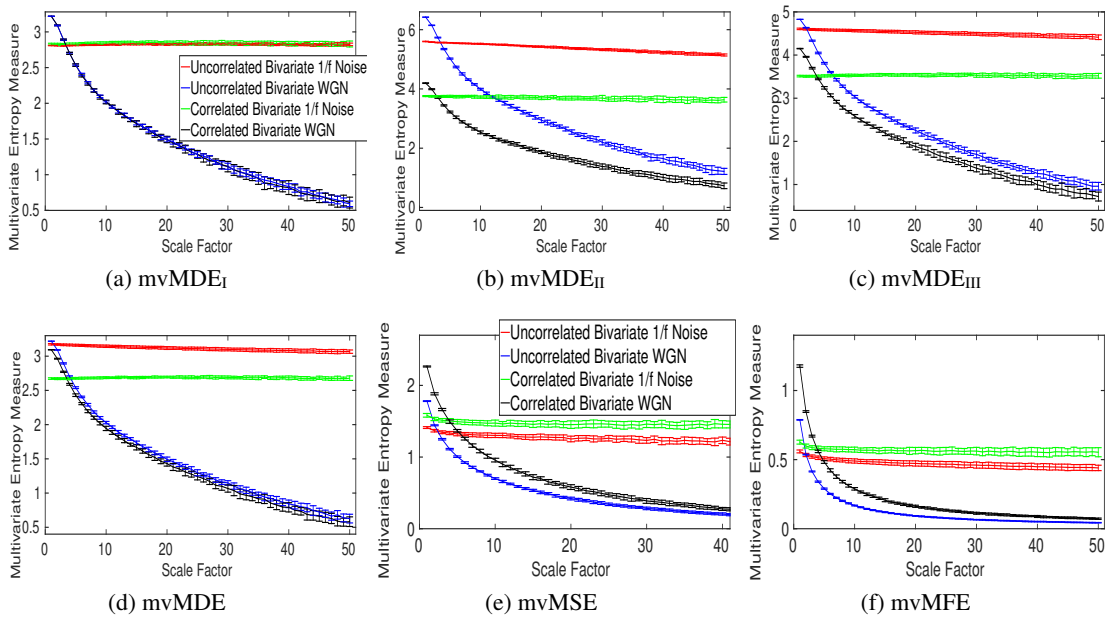 Multivariate Entropy Measure
3
2.5
2
1.5
1
0.5
0 10 20 30 40 50
Scale Factor
Uncorrelated Bivariate 1/f Noise
Uncorrelated Bivariate WGN
Correlated Bivariate 1/f Noise
Correlated Bivariate WGN
(a) mvMDE_I
Multivariate Entropy Measure
6
4
2
0
0 10 20 30 40 50
Scale Factor
(b) mvMDE_II
Multivariate Entropy Measure
5
4
3
2
1
0 10 20 30 40 50
Scale Factor
(c) mvMDE_III
Multivariate Entropy Measure
3
2.5
2
1.5
1
0.5
0 10 20 30 40 50
Scale Factor
(d) mvMDE
Multivariate Entropy Measure
2
1
0
0 10 20 30 40
Scale Factor
Uncorrelated Bivariate 1/f Noise
Uncorrelated Bivariate WGN
Correlated Bivariate 1/f Noise
Correlated Bivariate WGN
(e) mvMSE
Multivariate Entropy Measure
1
0.5
0
0 10 20 30 40 50
Scale Factor
(f) mvMFE